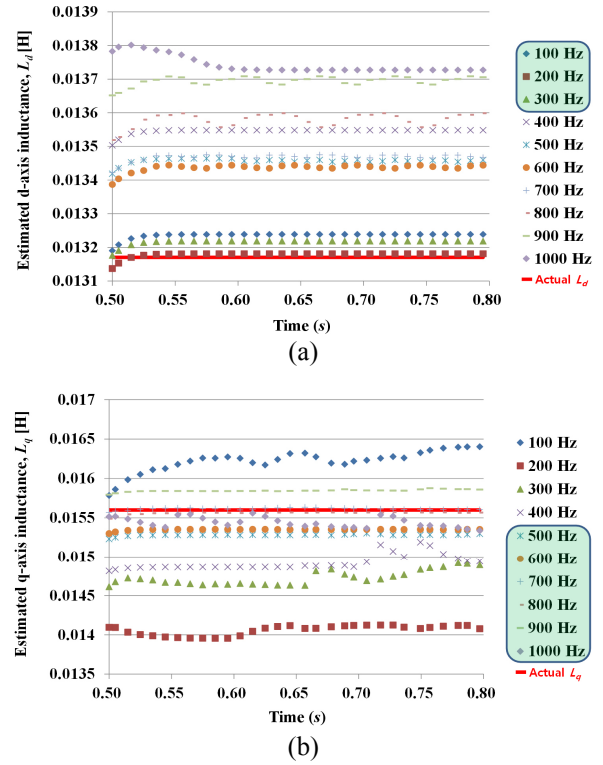 0.0139
0.0138
0.0137
0.0136
0.0135
0.0134
0.0133
0.0132
0.0131
Estimated d-axis inductance, L_d [H]
0.50 0.55 0.60 0.65 0.70 0.75 0.80
Time (s)
100 Hz
200 Hz
300 Hz
400 Hz
500 Hz
600 Hz
700 Hz
800 Hz
900 Hz
1000 Hz
Actual L_d
(a)
0.017
0.0165
0.016
0.0155
0.015
0.0145
0.014
0.0135
Estimated q-axis inductance, L_q [H]
0.50 0.55 0.60 0.65 0.70 0.75 0.80
Time (s)
100 Hz
200 Hz
300 Hz
400 Hz
500 Hz
600 Hz
700 Hz
800 Hz
900 Hz
1000 Hz
Actual L_q
(b)